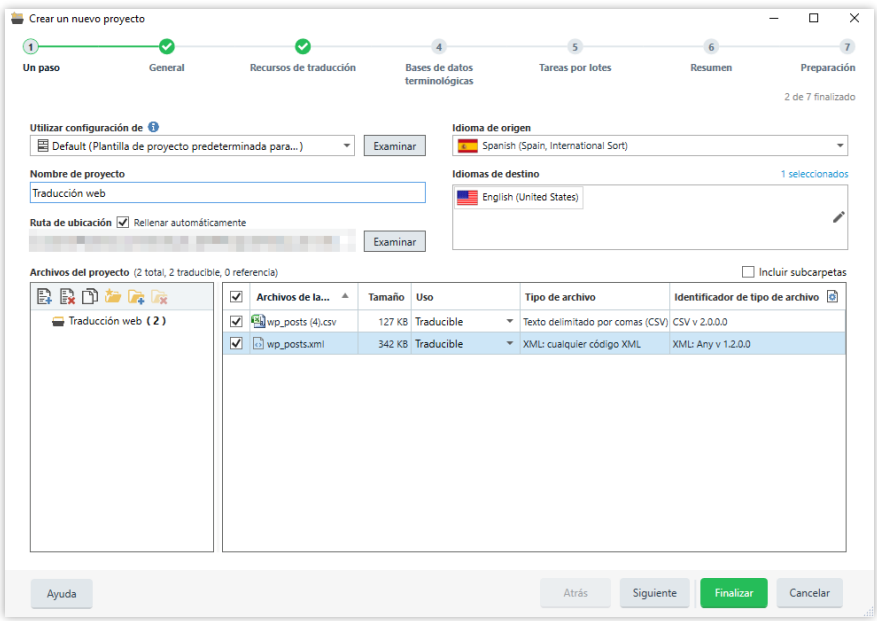 Crear un nuevo proyecto
1
4
5
6
7
Un paso
General
Recursos de traducción
Bases de datos
terminológicas
Tareas por lotes
Resumen
Preparación
2 de 7 finalizado
Utilizar configuración de
Default (Plantilla de proyecto predeterminada para...)
Examinar
Idioma de origen
Spanish (Spain, International Sort)
Nombre de proyecto
Traducción web
Idiomas de destino
1 seleccionados
English (United States)
Ruta de ubicación
Rellenar automáticamente
Examinar
Archivos del proyecto (2 total, 2 traducible, 0 referencia)
Incluir subcarpetas
Traducción web (2)
Archivos de la... Tamaño Uso Tipo de archivo Identificador de tipo de archivo
wp_posts (4).csv 127 KB Traducible Texto delimitado por comas (CSV) CSV v 2.0.0.0
wp_posts.xml 342 KB Traducible XML: cualquier código XML XML: Any v 1.2.0.0
Ayuda
Atrás
Siguiente
Finalizar
Cancelar